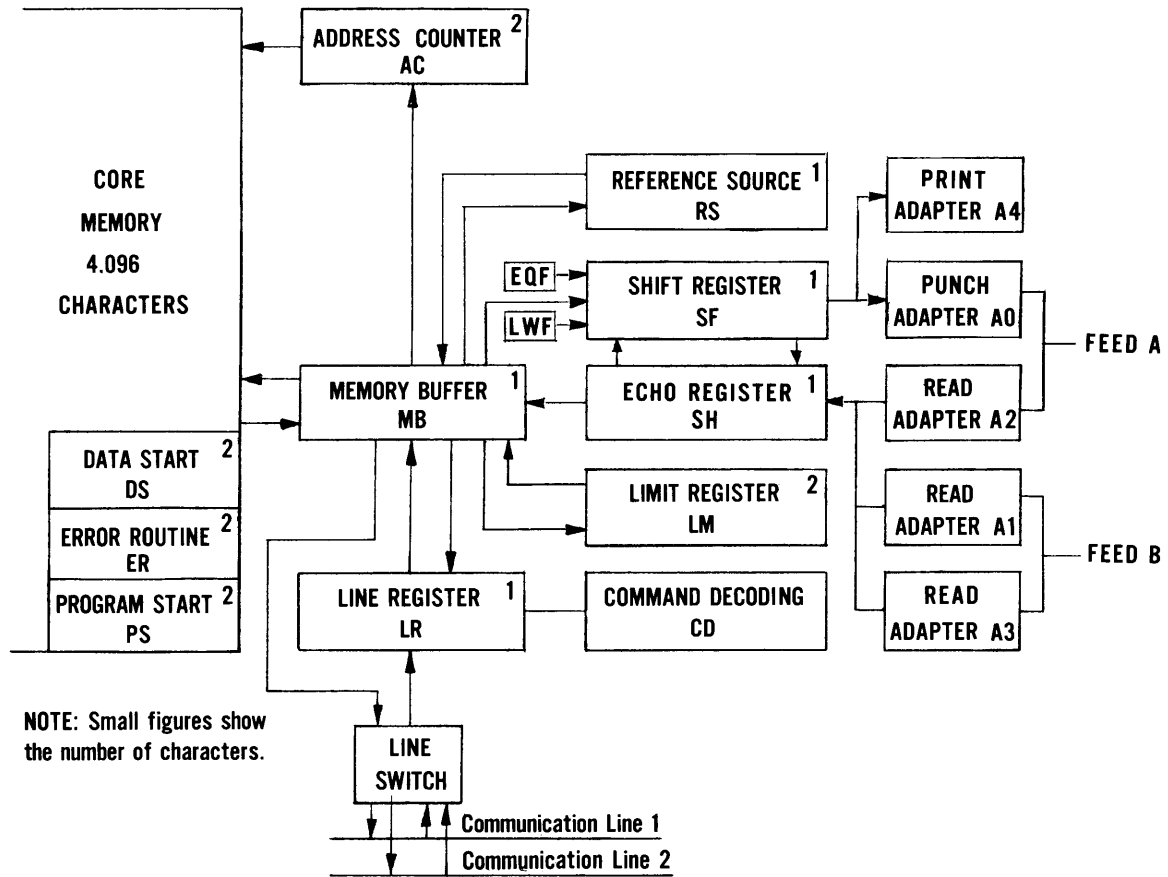 ADDRESS COUNTER 2
AC
CORE
MEMORY
4.096
CHARACTERS
REFERENCE SOURCE 1
RS
PRINT
ADAPTER A4
EQF
LWF
SHIFT REGISTER 1
SF
PUNCH
ADAPTER A0
FEED A
MEMORY BUFFER 1
MB
ECHO REGISTER 1
SH
READ
ADAPTER A2
DATA START 2
DS
LIMIT REGISTER 2
LM
READ
ADAPTER A1
FEED B
ERROR ROUTINE 2
ER
PROGRAM START 2
PS
LINE REGISTER 1
LR
COMMAND DECODING
CD
READ
ADAPTER A3
NOTE: Small figures show
the number of characters.
LINE
SWITCH
Communication Line 1
Communication Line 2